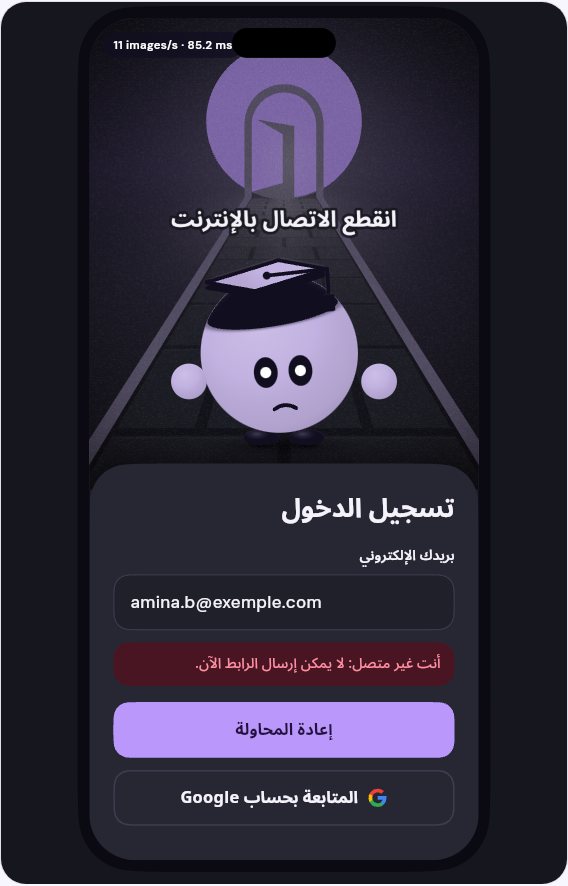 11 images/s · 85.2 ms
انقطع الاتصال بالإنترنت
تسجيل الدخول
بريدك الإلكتروني
amina.b@exemple.com
أنت غير متصل: لا يمكن إرسال الرابط الآن.
إعادة المحاولة
المتابعة بحساب Google